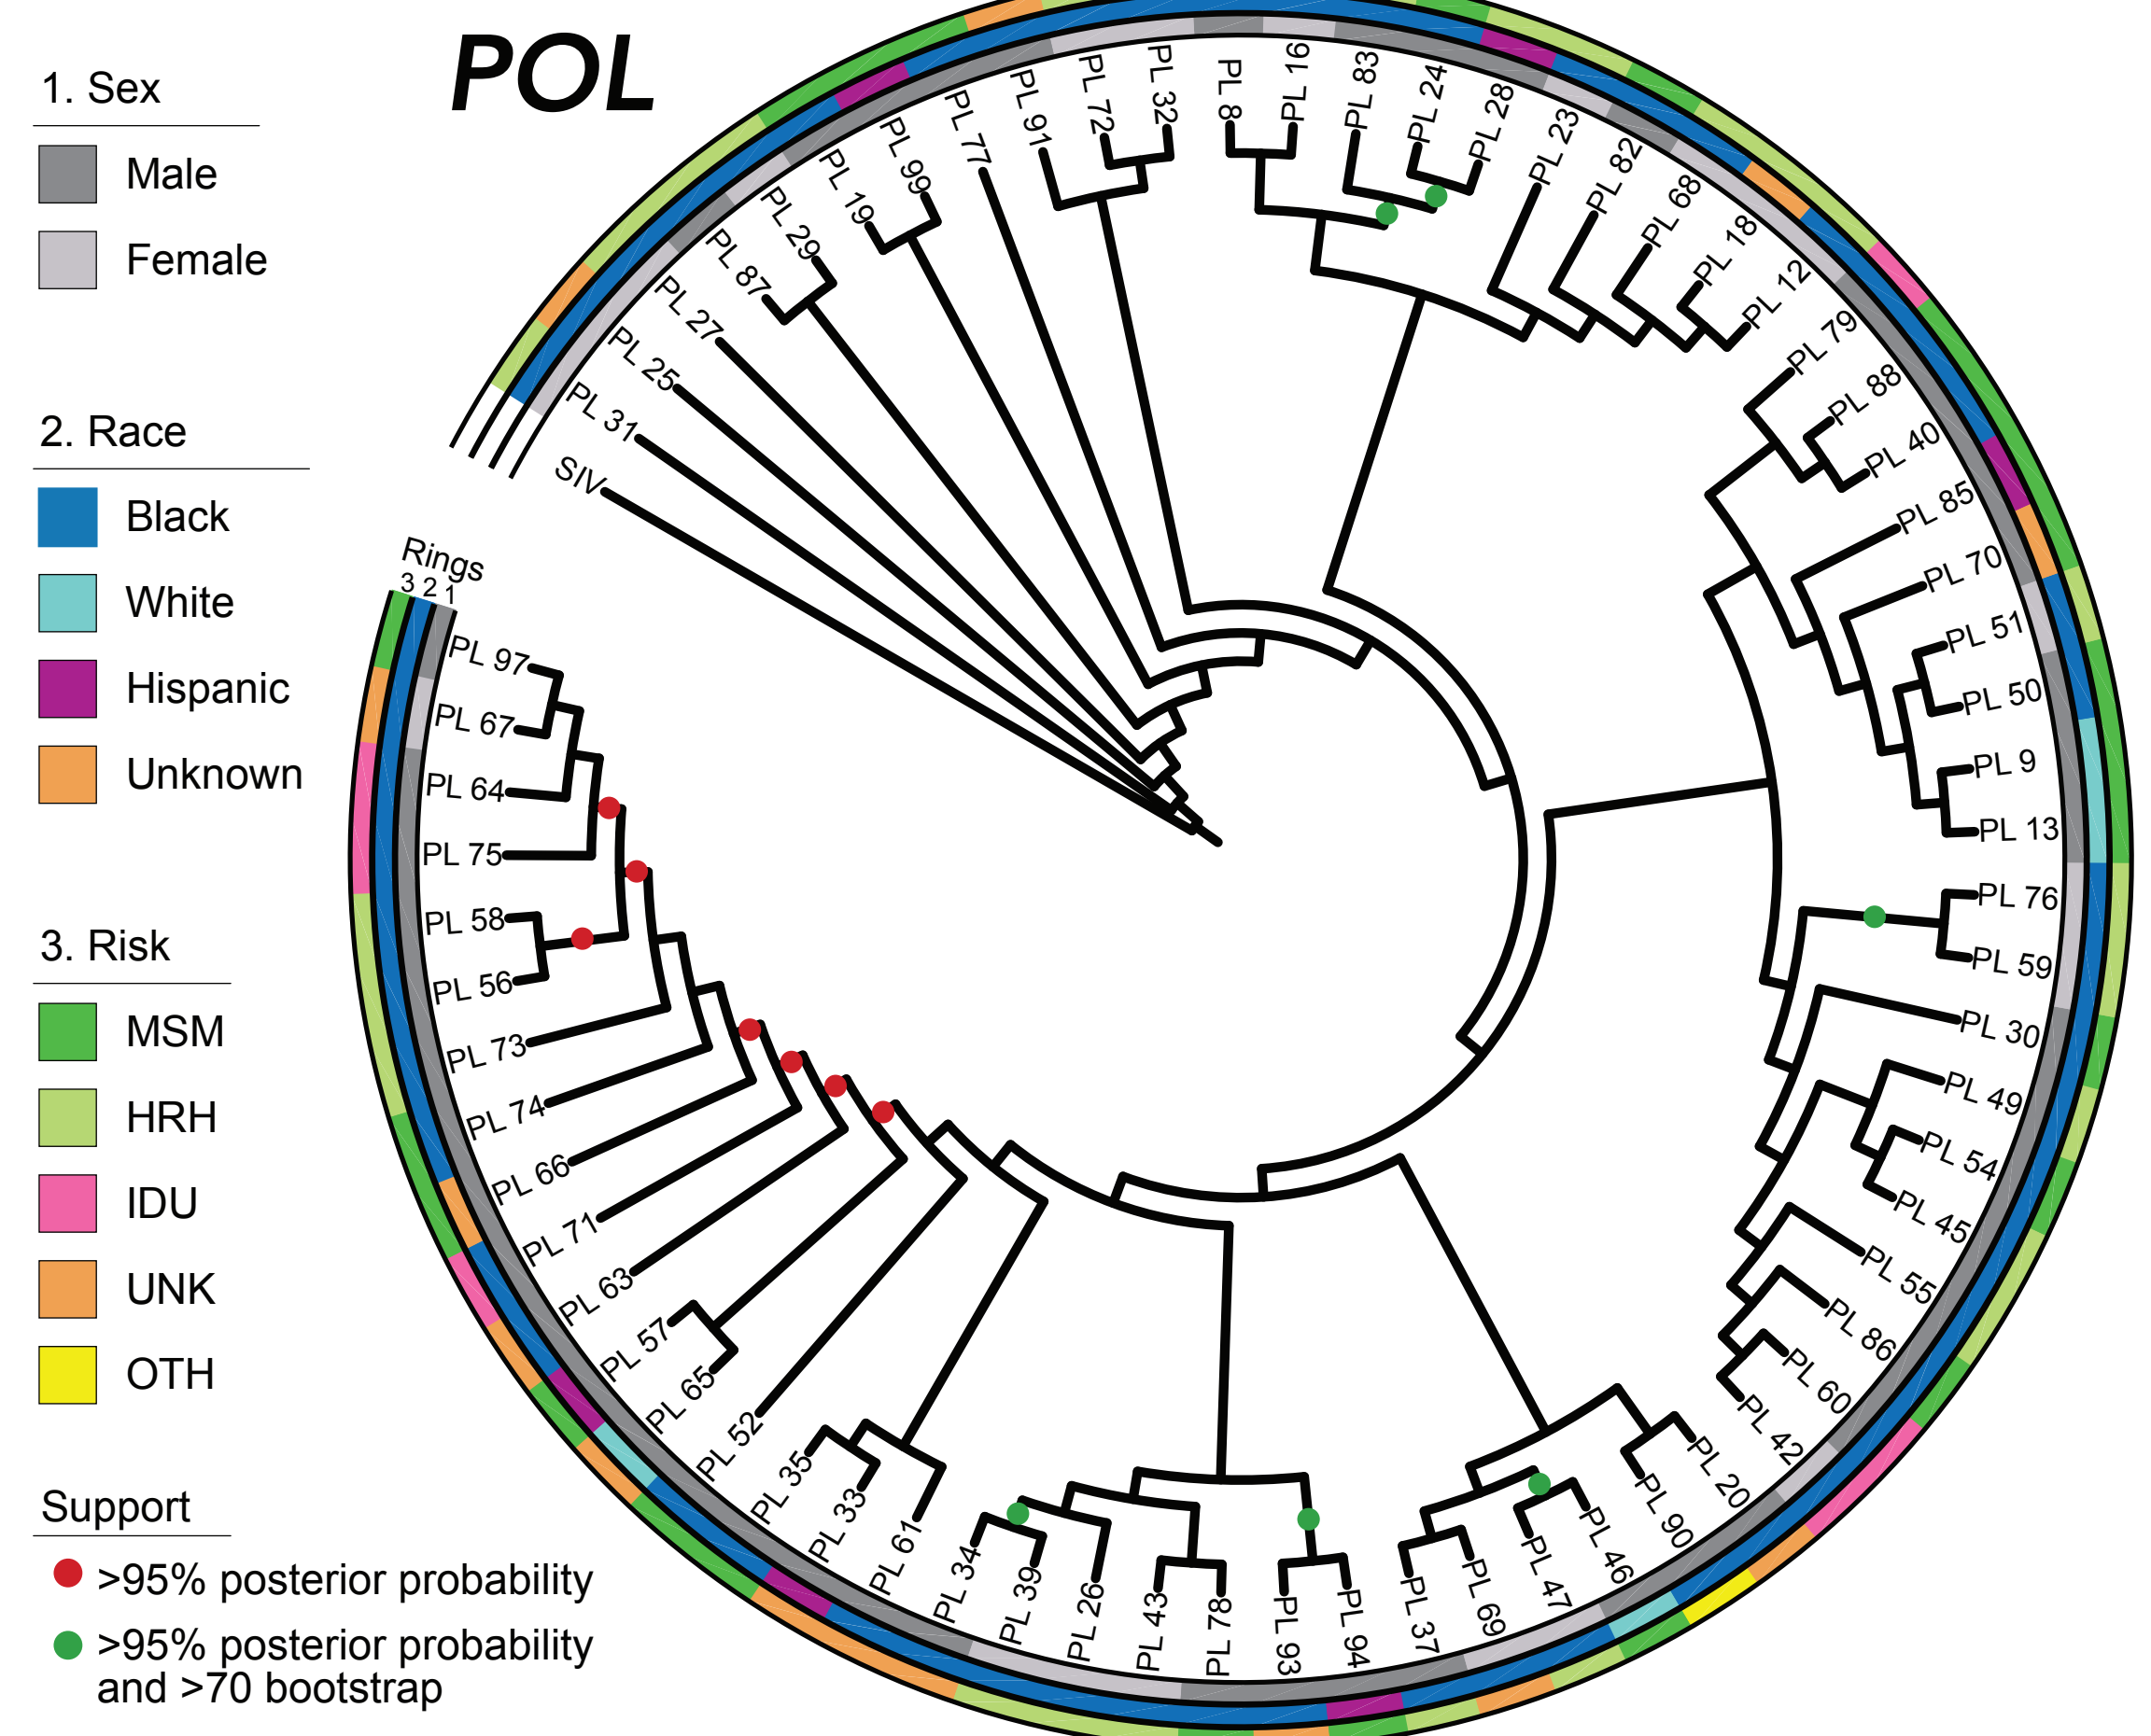 POL
1. Sex
Male
Female
2. Race
Black
White
Hispanic
Unknown
3. Risk
MSM
HRH
IDU
UNK
OTH
Support
>95% posterior probability
>95% posterior probability
and >70 bootstrap
Rings
3 2 1
SIV
PL 31
PL 25
PL 27
PL 87
PL 29
PL 19
PL 99
PL 77
PL 91
PL 72
PL 32
PL 8
PL 16
PL 83
PL 24
PL 28
PL 23
PL 82
PL 68
PL 18
PL 12
PL 79
PL 88
PL 40
PL 85
PL 70
PL 51
PL 50
PL 9
PL 13
PL 76
PL 59
PL 30
PL 49
PL 54
PL 45
PL 55
PL 86
PL 60
PL 42
PL 20
PL 90
PL 46
PL 47
PL 69
PL 37
PL 94
PL 93
PL 78
PL 43
PL 26
PL 39
PL 34
PL 61
PL 33
PL 35
PL 52
PL 65
PL 57
PL 63
PL 71
PL 66
PL 74
PL 73
PL 56
PL 58
PL 75
PL 64
PL 67
PL 97